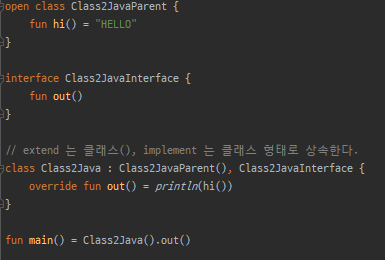 open class Class2JavaParent {
    fun hi() = "HELLO"
}
interface Class2JavaInterface {
    fun out()
}
// extend 는 클래스(), implement 는 클래스 형태로 상속한다.
class Class2Java : Class2JavaParent(), Class2JavaInterface {
    override fun out() = println(hi())
}
fun main() = Class2Java().out()